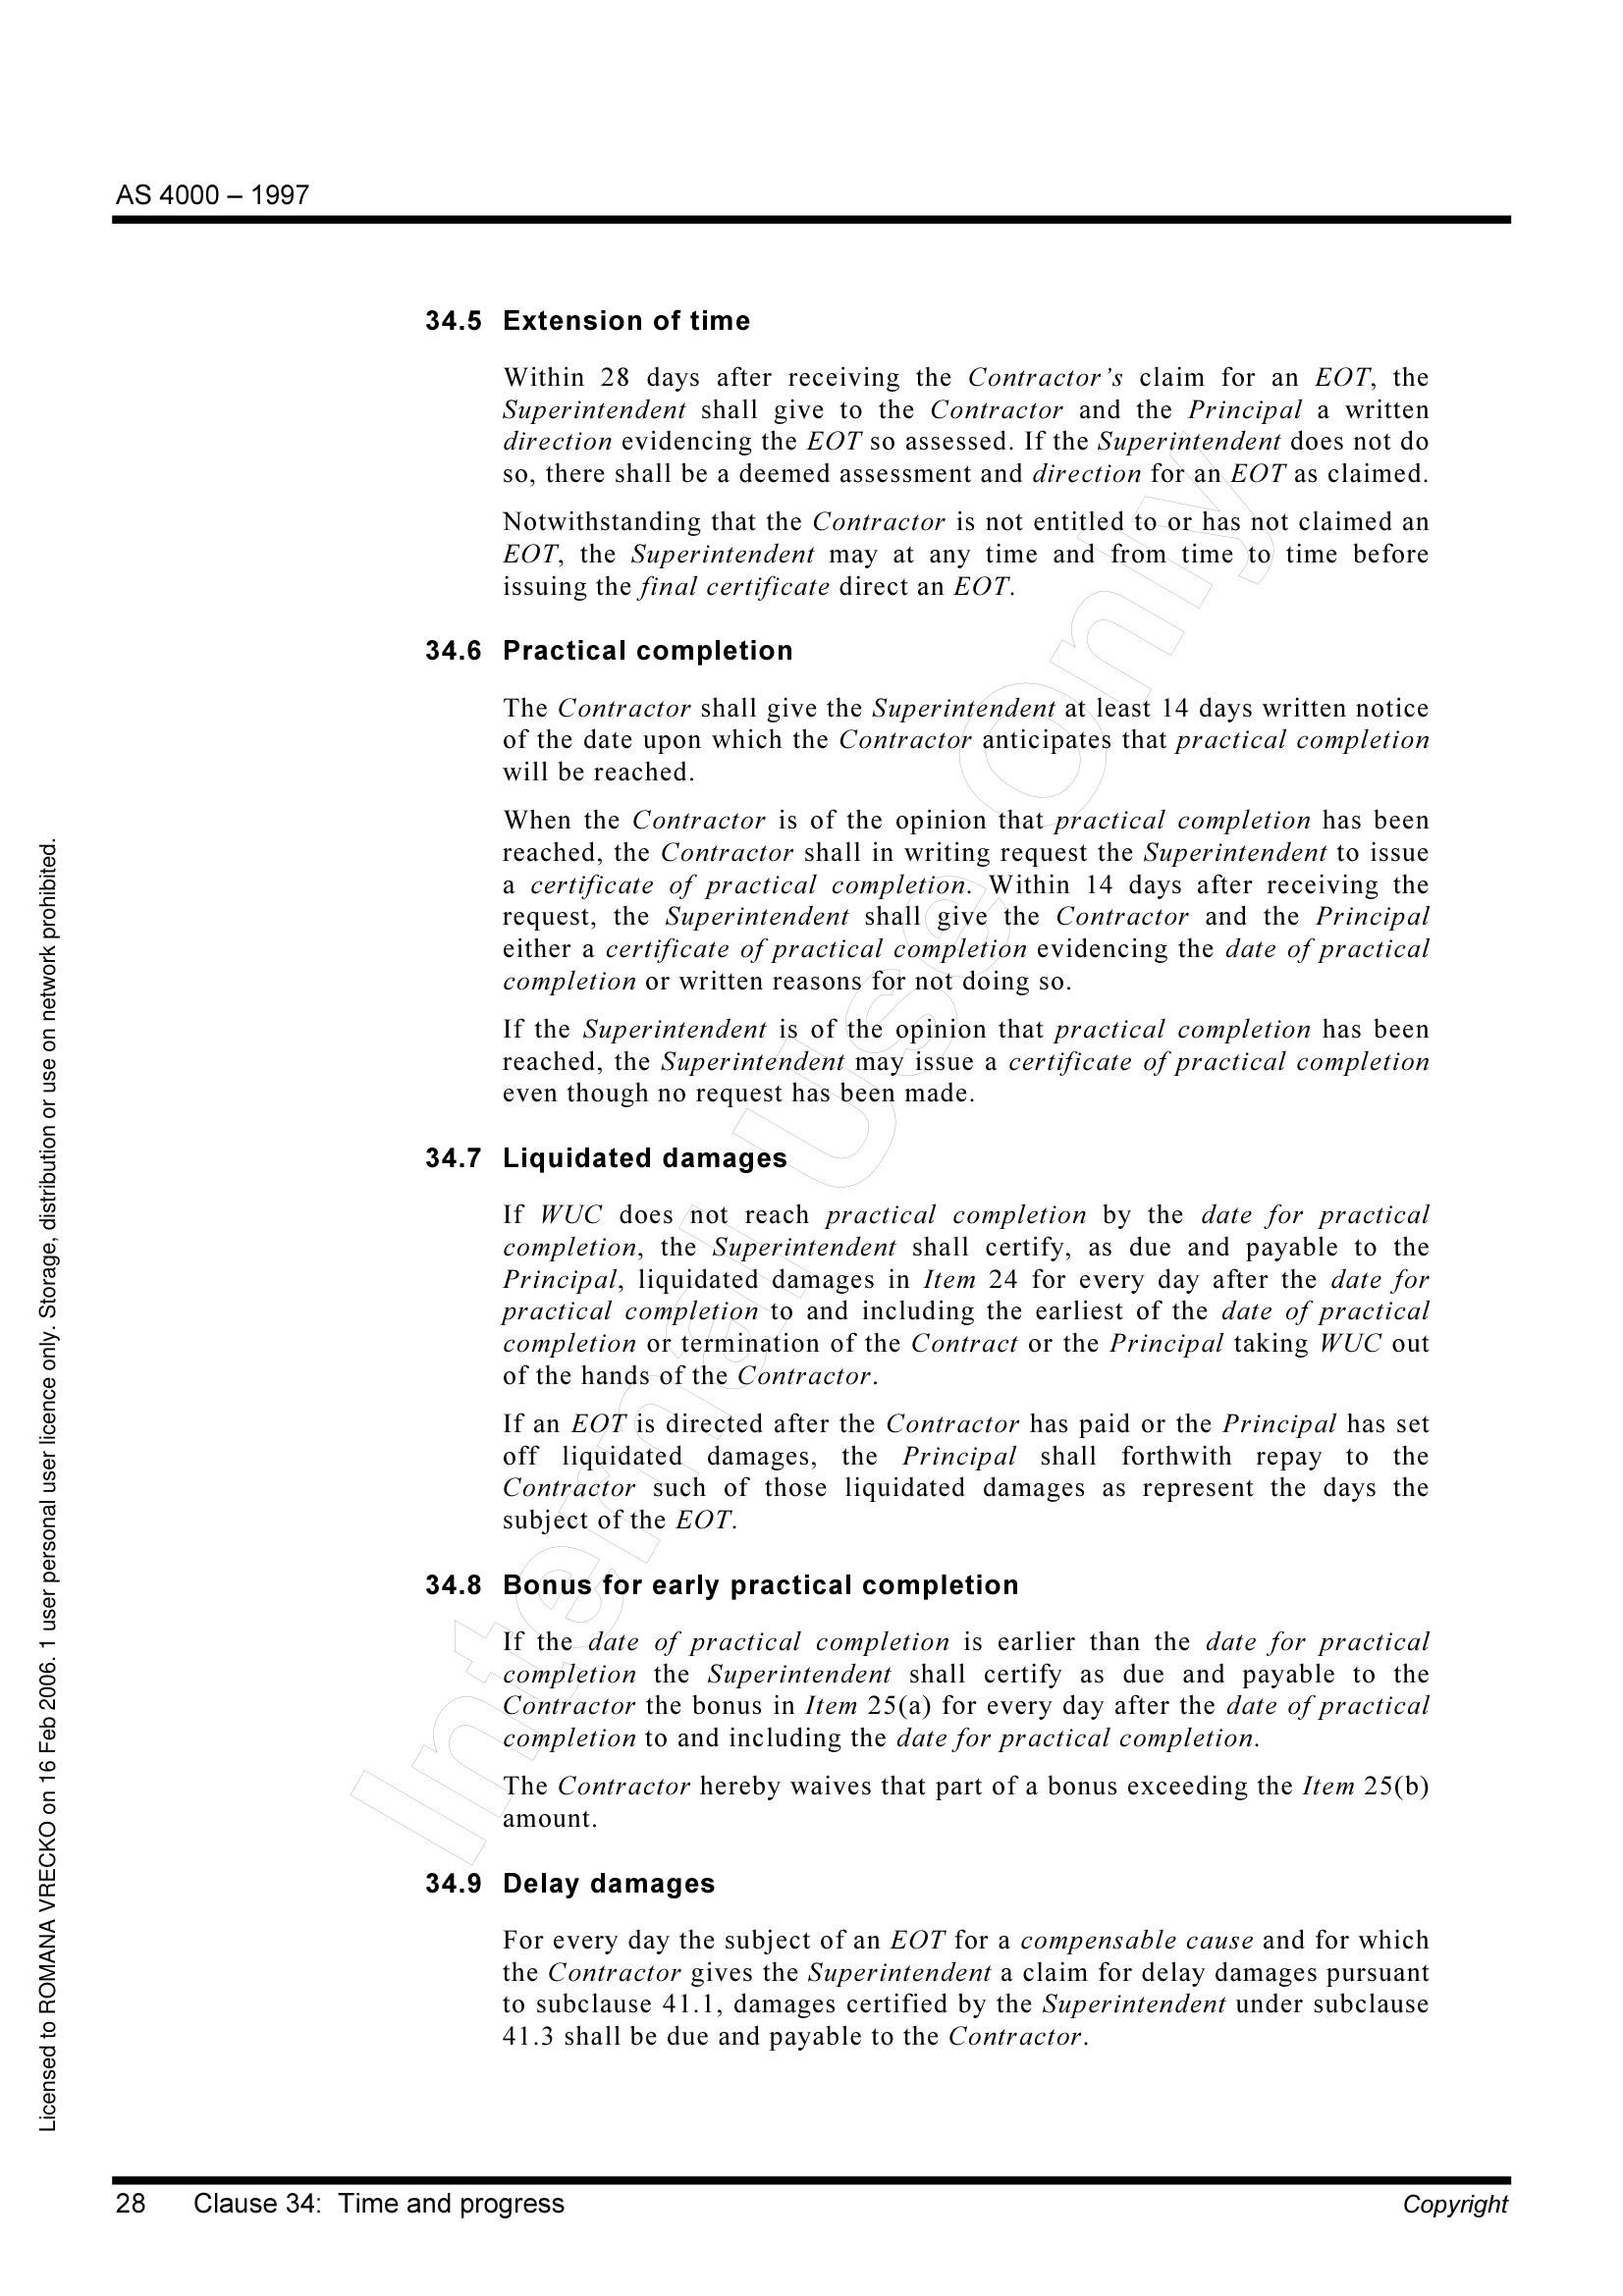 AS 4000 – 1997
34.5 Extension of time
Within 28 days after receiving the Contractor’s claim for an EOT, the
Superintendent shall give to the Contractor and the Principal a written
direction evidencing the EOT so assessed. If the Superintendent does not do
so, there shall be a deemed assessment and direction for an EOT as claimed.
Notwithstanding that the Contractor is not entitled to or has not claimed an
EOT, the Superintendent may at any time and from time to time before
issuing the final certificate direct an EOT.
34.6 Practical completion
The Contractor shall give the Superintendent at least 14 days written notice
of the date upon which the Contractor anticipates that practical completion
will be reached.
When the Contractor is of the opinion that practical completion has been
reached, the Contractor shall in writing request the Superintendent to issue
a certificate of practical completion. Within 14 days after receiving the
request, the Superintendent shall give the Contractor and the Principal
either a certificate of practical completion evidencing the date of practical
completion or written reasons for not doing so.
If the Superintendent is of the opinion that practical completion has been
reached, the Superintendent may issue a certificate of practical completion
even though no request has been made.
34.7 Liquidated damages
If WUC does not reach practical completion by the date for practical
completion, the Superintendent shall certify, as due and payable to the
Principal, liquidated damages in Item 24 for every day after the date for
practical completion to and including the earliest of the date of practical
completion or termination of the Contract or the Principal taking WUC out
of the hands of the Contractor.
If an EOT is directed after the Contractor has paid or the Principal has set
off liquidated damages, the Principal shall forthwith repay to the
Contractor such of those liquidated damages as represent the days the
subject of the EOT.
34.8 Bonus for early practical completion
If the date of practical completion is earlier than the date for practical
completion the Superintendent shall certify as due and payable to the
Contractor the bonus in Item 25(a) for every day after the date of practical
completion to and including the date for practical completion.
The Contractor hereby waives that part of a bonus exceeding the Item 25(b)
amount.
34.9 Delay damages
For every day the subject of an EOT for a compensable cause and for which
the Contractor gives the Superintendent a claim for delay damages pursuant
to subclause 41.1, damages certified by the Superintendent under subclause
41.3 shall be due and payable to the Contractor.
28 Clause 34: Time and progress Copyright
Licensed to ROMANA VRECKO on 16 Feb 2006. 1 user personal user licence only. Storage, distribution or use on network prohibited.
Internal Use Only